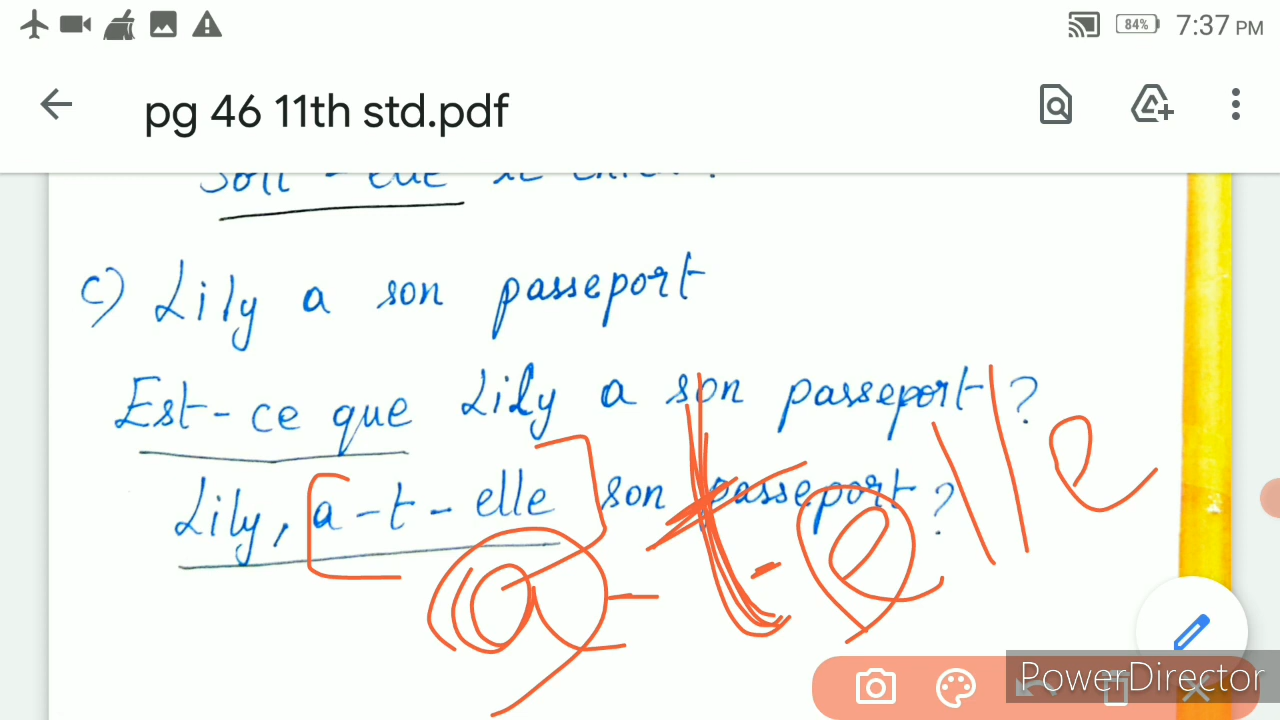 84% 7:37 PM
pg 46 11th std.pdf
c) Lily a son passeport
Est-ce que Lily a son passeport ?
Lily, a-t-elle son passeport ?
a-t-elle
PowerDirector